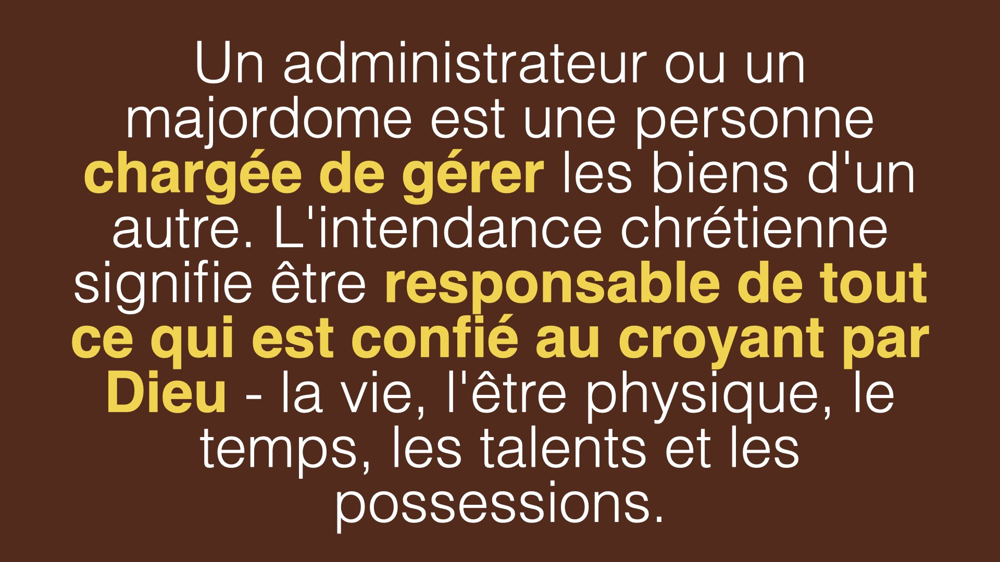 Un administrateur ou un
majordome est une personne
chargée de gérer les biens d'un
autre. L'intendance chrétienne
signifie être responsable de tout
ce qui est confié au croyant par
Dieu - la vie, l'être physique, le
temps, les talents et les
possessions.